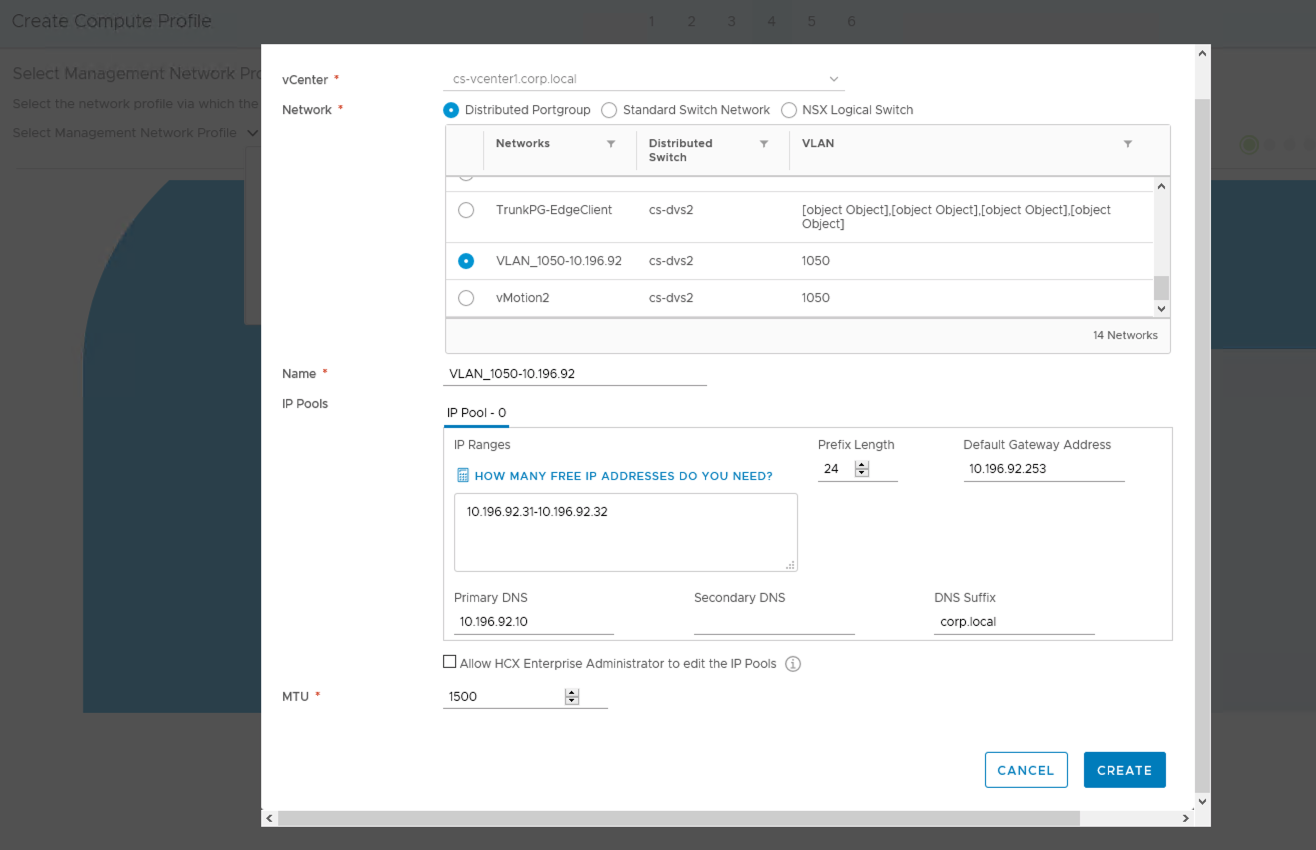 Create Compute Profile
1 2 3 4 5 6
Select Management Network Pro
Select the network profile via which the
Select Management Network Profile
vCenter *
cs-vcenter1.corp.local
Network *
Distributed Portgroup
Standard Switch Network
NSX Logical Switch
Networks
Distributed
Switch
VLAN
TrunkPG-EdgeClient
cs-dvs2
[object Object],[object Object],[object Object],[object
Object]
VLAN_1050-10.196.92
cs-dvs2
1050
vMotion2
cs-dvs2
1050
14 Networks
Name *
VLAN_1050-10.196.92
IP Pools
IP Pool - 0
IP Ranges
Prefix Length
Default Gateway Address
HOW MANY FREE IP ADDRESSES DO YOU NEED?
24
10.196.92.253
10.196.92.31-10.196.92.32
Primary DNS
Secondary DNS
DNS Suffix
10.196.92.10
corp.local
Allow HCX Enterprise Administrator to edit the IP Pools
MTU *
1500
CANCEL
CREATE